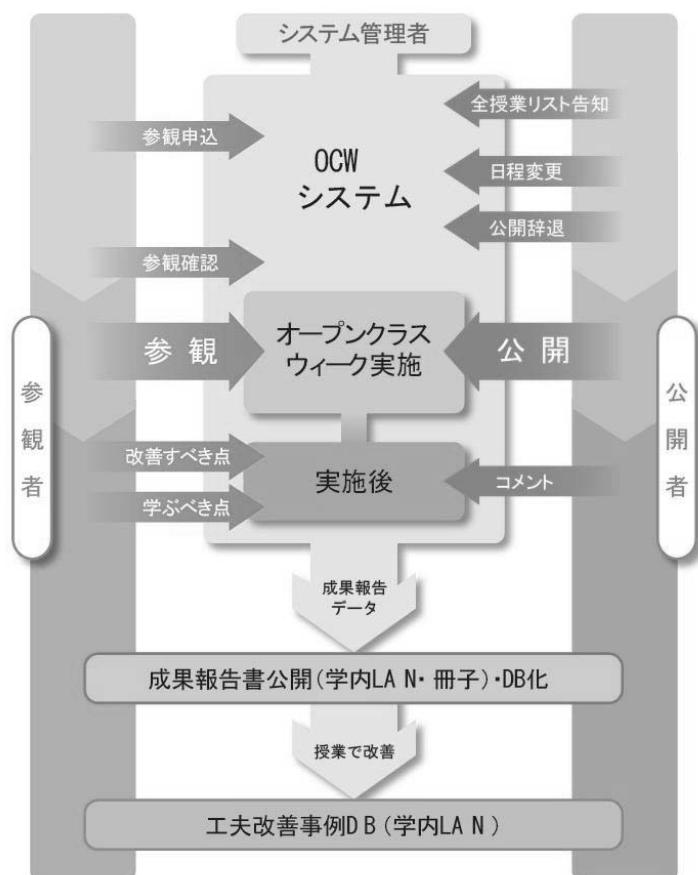 システム管理者
全授業リスト告知
参観申込
OCW
システム
日程変更
公開辞退
参観確認
参観
オープンクラス
ウィーク実施
公開
参観者
公開者
改善すべき点
学ぶべき点
実施後
コメント
成果報告
データ
成果報告書公開(学内LAN・冊子)・DB化
授業で改善
工夫改善事例DB(学内LAN)